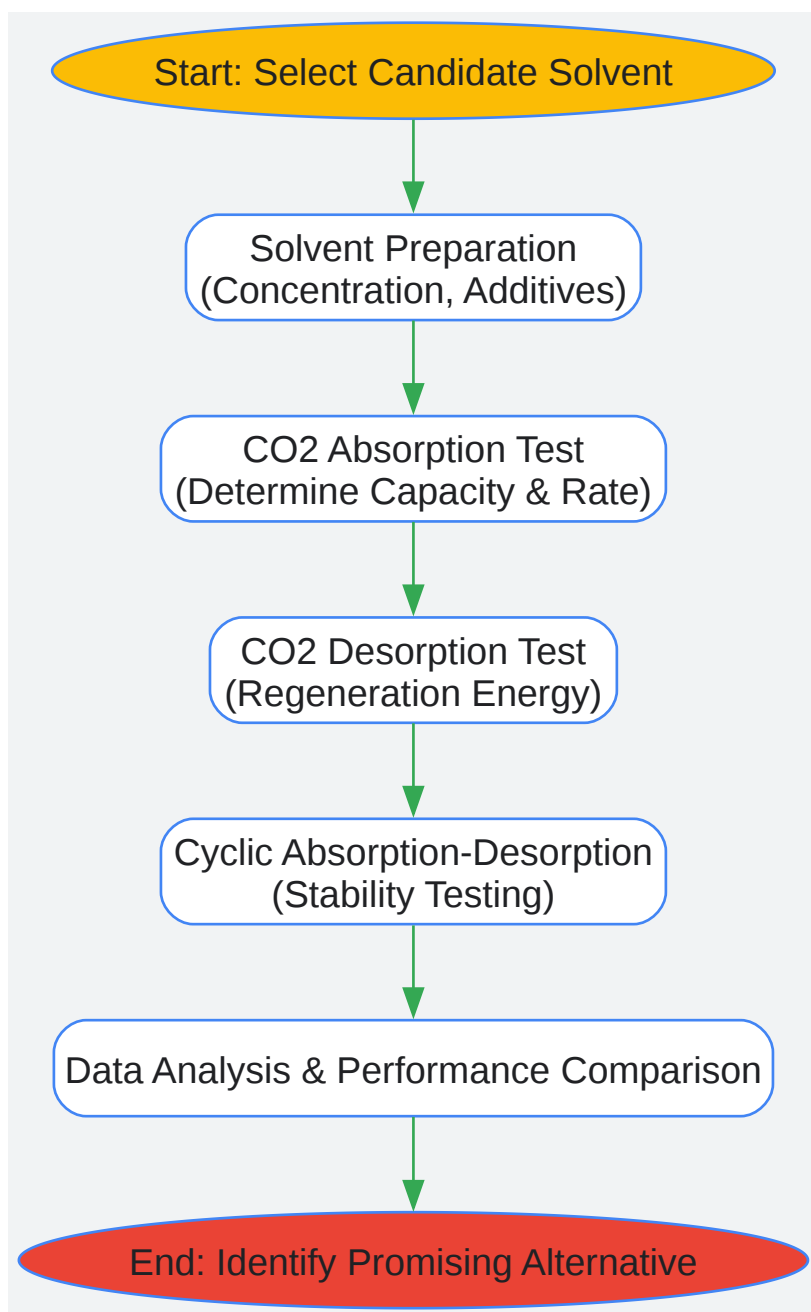 Start: Select Candidate Solvent
Solvent Preparation
(Concentration, Additives)
CO2 Absorption Test
(Determine Capacity & Rate)
CO2 Desorption Test
(Regeneration Energy)
Cyclic Absorption-Desorption
(Stability Testing)
Data Analysis & Performance Comparison
End: Identify Promising Alternative